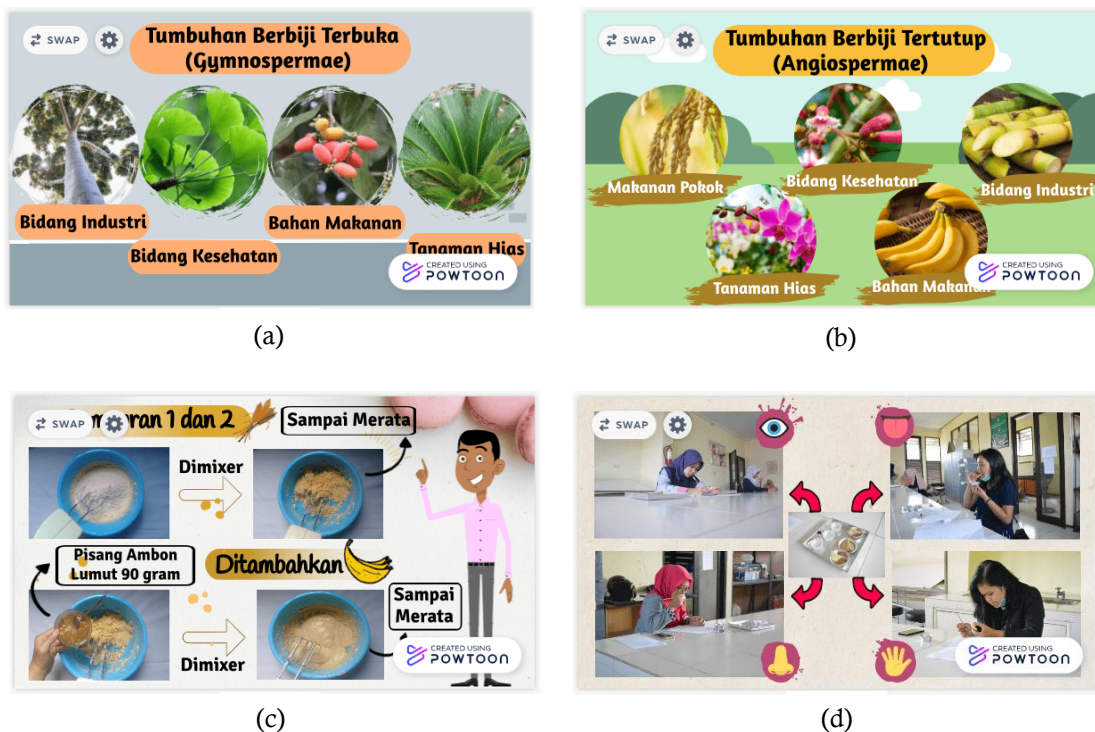 SWAP
Tumbuhan Berbiji Terbuka
(Gymnospermae)
Bidang Industri
Bidang Kesehatan
Bahan Makanan
Tanaman Hias
CREATED USING
POWTOON
(a)
SWAP
Tumbuhan Berbiji Tertutup
(Angiospermae)
Makanan Pokok
Bidang Kesehatan
Bidang Industri
Tanaman Hias
Bahan Makanan
CREATED USING
POWTOON
(b)
SWAP
ran 1 dan 2
Sampai Merata
Dimixer
Pisang Ambon
Lumut 90 gram
Ditambahkan
Sampai
Merata
Dimixer
CREATED USING
POWTOON
(c)
SWAP
CREATED USING
POWTOON
(d)